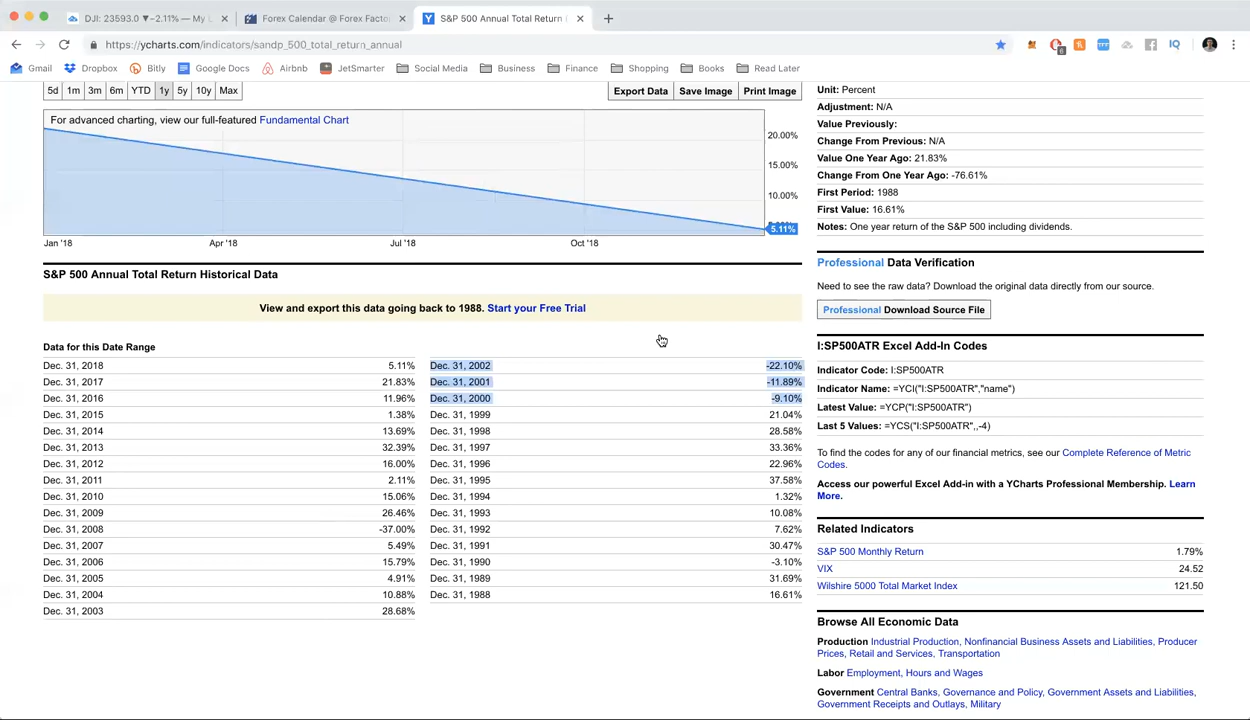 DJI: 23593.0 ▼−2.11% — My L
Forex Calendar @ Forex Facto
S&P 500 Annual Total Return |
https://ycharts.com/indicators/sandp_500_total_return_annual
Gmail Dropbox Bitly Google Docs Airbnb JetSmarter Social Media Business Finance Shopping Books Read Later
5d 1m 3m 6m YTD 1y 5y 10y Max
Export Data Save Image Print Image
For advanced charting, view our full-featured Fundamental Chart
20.00%
15.00%
10.00%
5.11%
Jan '18 Apr '18 Jul '18 Oct '18
S&P 500 Annual Total Return Historical Data
View and export this data going back to 1988. Start your Free Trial
Data for this Date Range
Dec. 31, 2018 5.11%
Dec. 31, 2017 21.83%
Dec. 31, 2016 11.96%
Dec. 31, 2015 1.38%
Dec. 31, 2014 13.69%
Dec. 31, 2013 32.39%
Dec. 31, 2012 16.00%
Dec. 31, 2011 2.11%
Dec. 31, 2010 15.06%
Dec. 31, 2009 26.46%
Dec. 31, 2008 -37.00%
Dec. 31, 2007 5.49%
Dec. 31, 2006 15.79%
Dec. 31, 2005 4.91%
Dec. 31, 2004 10.88%
Dec. 31, 2003 28.68%
Dec. 31, 2002 -22.10%
Dec. 31, 2001 -11.89%
Dec. 31, 2000 -9.10%
Dec. 31, 1999 21.04%
Dec. 31, 1998 28.58%
Dec. 31, 1997 33.36%
Dec. 31, 1996 22.96%
Dec. 31, 1995 37.58%
Dec. 31, 1994 1.32%
Dec. 31, 1993 10.08%
Dec. 31, 1992 7.62%
Dec. 31, 1991 30.47%
Dec. 31, 1990 -3.10%
Dec. 31, 1989 31.69%
Dec. 31, 1988 16.61%
Unit: Percent
Adjustment: N/A
Value Previously:
Change From Previous: N/A
Value One Year Ago: 21.83%
Change From One Year Ago: -76.61%
First Period: 1988
First Value: 16.61%
Notes: One year return of the S&P 500 including dividends.
Professional Data Verification
Need to see the raw data? Download the original data directly from our source.
Professional Download Source File
I:SP500ATR Excel Add-In Codes
Indicator Code: I:SP500ATR
Indicator Name: =YCI("I:SP500ATR","name")
Latest Value: =YCP("I:SP500ATR")
Last 5 Values: =YCS("I:SP500ATR",,-4)
To find the codes for any of our financial metrics, see our Complete Reference of Metric
Codes.
Access our powerful Excel Add-in with a YCharts Professional Membership. Learn
More.
Related Indicators
S&P 500 Monthly Return 1.79%
VIX 24.52
Wilshire 5000 Total Market Index 121.50
Browse All Economic Data
Production Industrial Production, Nonfinancial Business Assets and Liabilities, Producer
Prices, Retail and Services, Transportation
Labor Employment, Hours and Wages
Government Central Banks, Governance and Policy, Government Assets and Liabilities,
Government Receipts and Outlays, Military